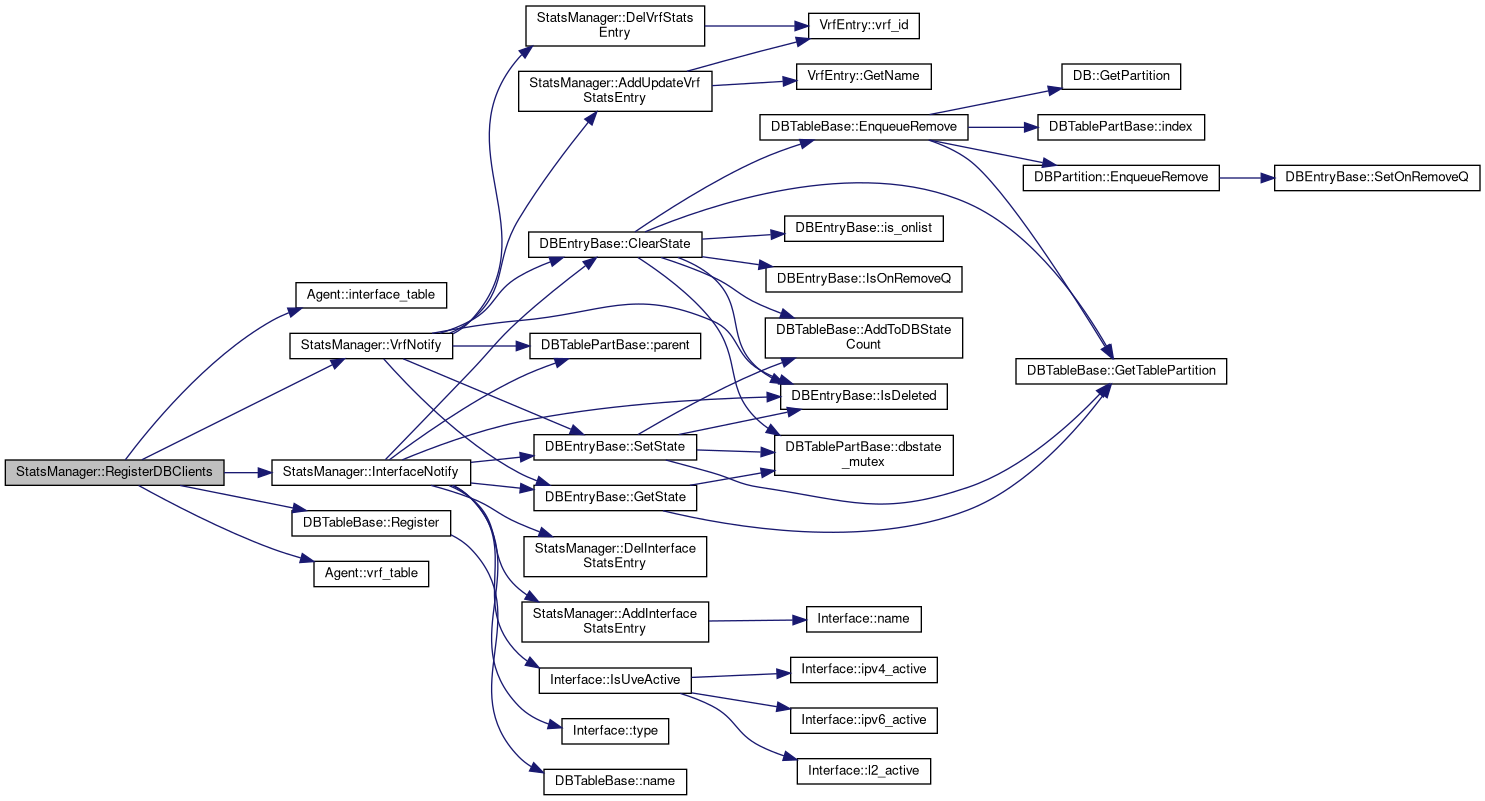 StatsManager::DelVrfStats
Entry
VrfEntry::vrf_id
StatsManager::AddUpdateVrf
StatsEntry
VrfEntry::GetName
DB::GetPartition
DBTableBase::EnqueueRemove
DBTablePartBase::index
DBPartition::EnqueueRemove
DBEntryBase::SetOnRemoveQ
DBEntryBase::ClearState
DBEntryBase::is_onlist
DBEntryBase::IsOnRemoveQ
Agent::interface_table
StatsManager::VrfNotify
DBTablePartBase::parent
DBTableBase::AddToDBState
Count
DBTableBase::GetTablePartition
DBEntryBase::IsDeleted
StatsManager::RegisterDBClients
StatsManager::InterfaceNotify
DBEntryBase::SetState
DBTablePartBase::dbstate
_mutex
DBEntryBase::GetState
DBTableBase::Register
StatsManager::DelInterface
StatsEntry
Agent::vrf_table
StatsManager::AddInterface
StatsEntry
Interface::name
Interface::IsUveActive
Interface::ipv4_active
Interface::ipv6_active
Interface::type
Interface::l2_active
DBTableBase::name